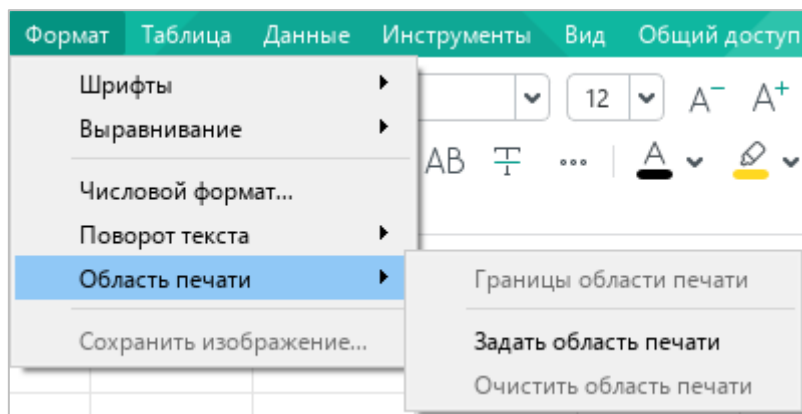 Формат Таблица Данные Инструменты Вид Общий доступ
Шрифты
12 A− A+
Выравнивание
AB T A
Числовой формат...
Поворот текста
Область печати
Границы области печати
Сохранить изображение...
Задать область печати
Очистить область печати